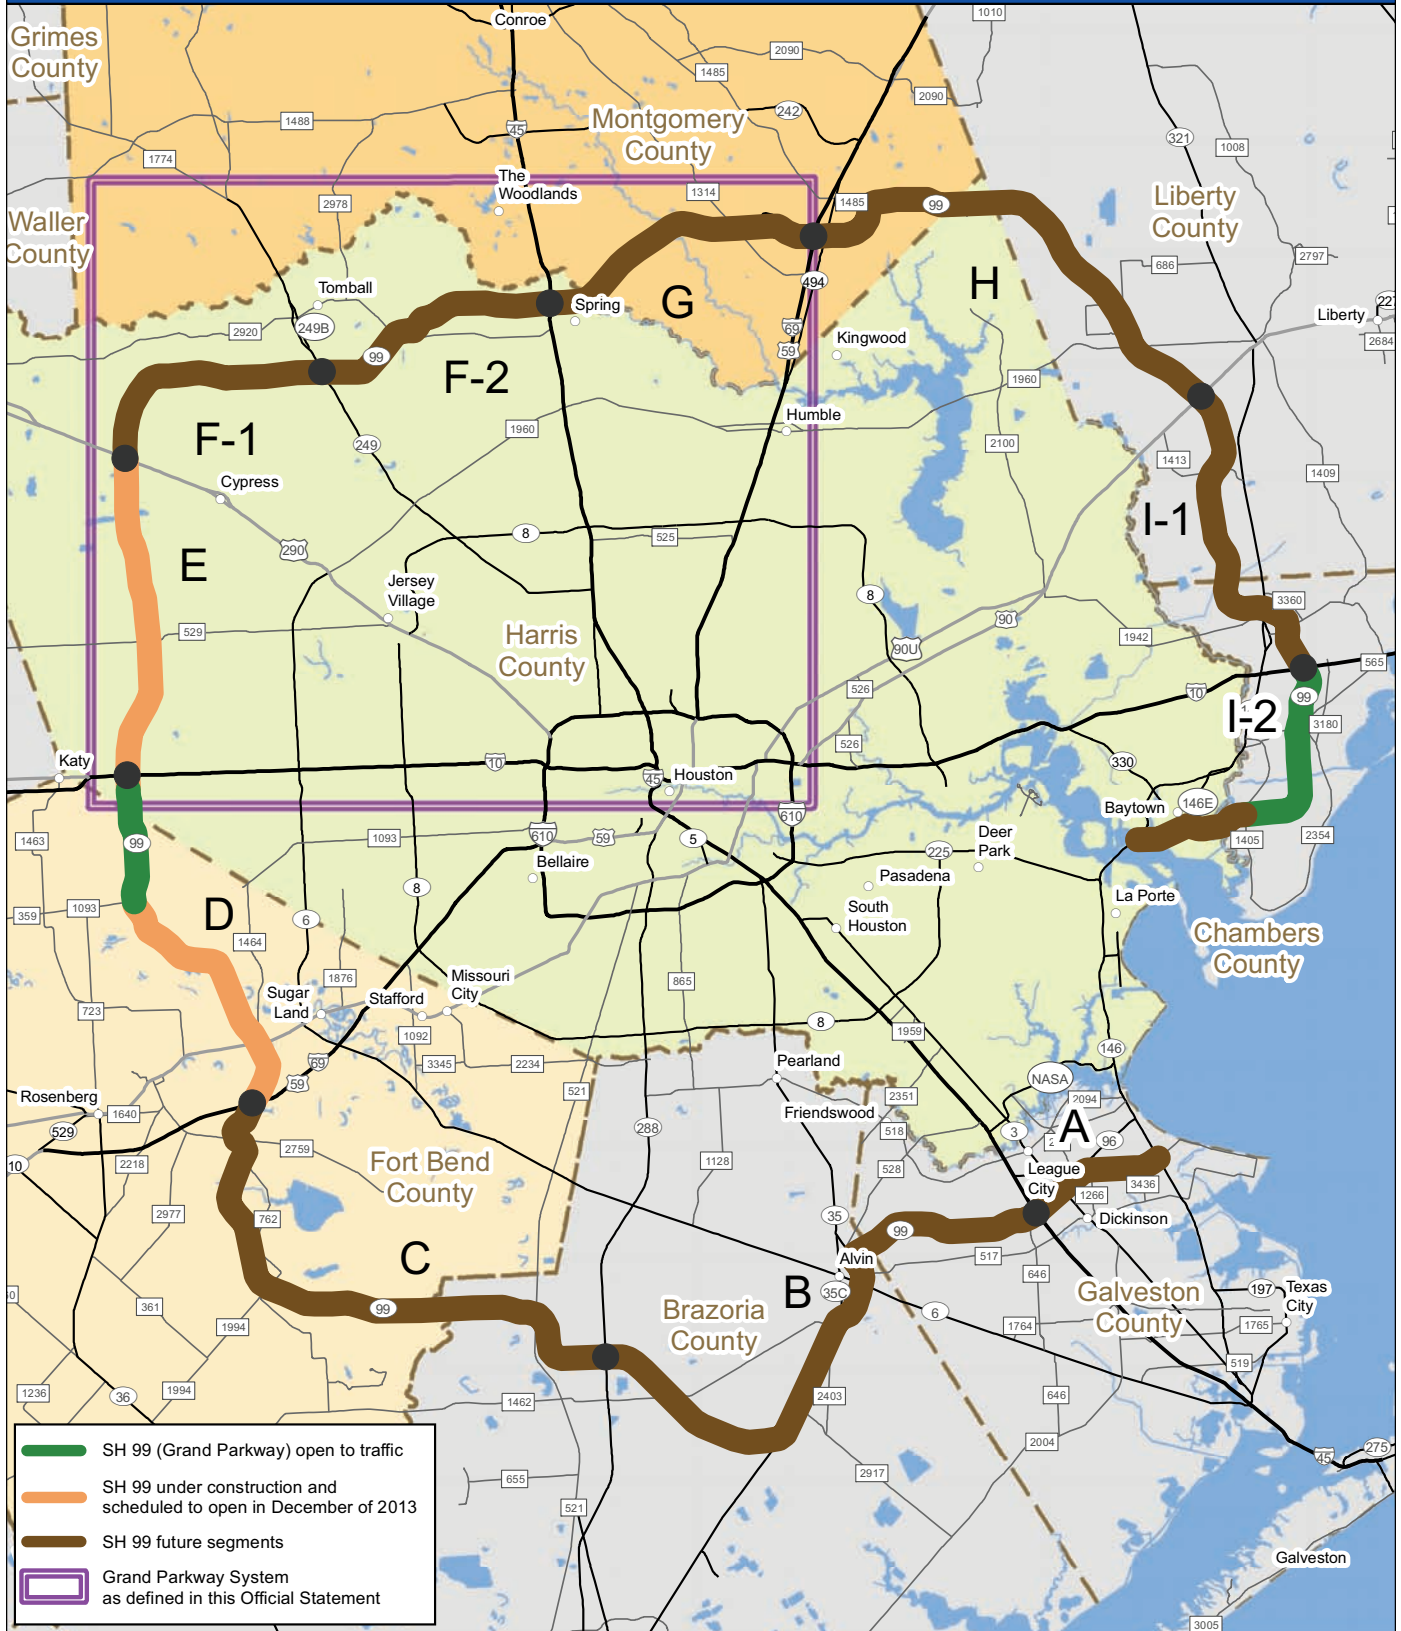 Conroe
1010
Grimes
County
2090
1485
2090
242
Montgomery
County
1488
45
321
1008
1774
The
Woodlands
1314
2978
1485
99
Liberty
County
Waller
County
686
2797
H
494
Tomball
G
Spring
249B
2920
69
59
Kingwood
Liberty
227
2684
99
F-2
1960
Humble
F-1
249
1960
2100
1413
1409
Cypress
I-1
8
525
290
E
Jersey
Village
8
3360
529
Harris
County
90
90U
1942
565
526
10
99
I-2
3180
526
Katy
10
45
Houston
330
Baytown
146E
610
1463
99
1093
610
59
5
1405
2354
Bellaire
225
Deer
Park
Pasadena
8
359
1093
D
6
South
Houston
La Porte
1464
Chambers
County
1876
Missouri
City
865
Sugar
Land
Stafford
723
1092
8
1959
146
69
3345
2234
Pearland
59
521
NASA
Rosenberg
1640
2351
2094
Friendswood
529
288
518
3
A
96
10
2218
2759
Fort Bend
County
1128
528
League
City
3436
1266
2977
762
35
99
Dickinson
C
Alvin
517
646
B
35C
Galveston
County
197
Texas
City
361
99
Brazoria
County
6
1994
1764
1765
519
1236
36
1994
1462
2403
646
2004
275
45
655
2917
521
Galveston
3005
SH 99 (Grand Parkway) open to traffic
SH 99 under construction and
scheduled to open in December of 2013
SH 99 future segments
Grand Parkway System
as defined in this Official Statement